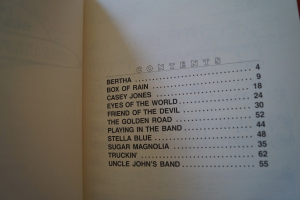 CONTENTS
BERTHA 4
BOX OF RAIN 9
CASEY JONES 18
EYES OF THE WORLD 24
FRIEND OF THE DEVIL 30
THE GOLDEN ROAD 52
PLAYING IN THE BAND 44
STELLA BLUE 48
SUGAR MAGNOLIA 35
TRUCKIN' 62
UNCLE JOHN'S BAND 55